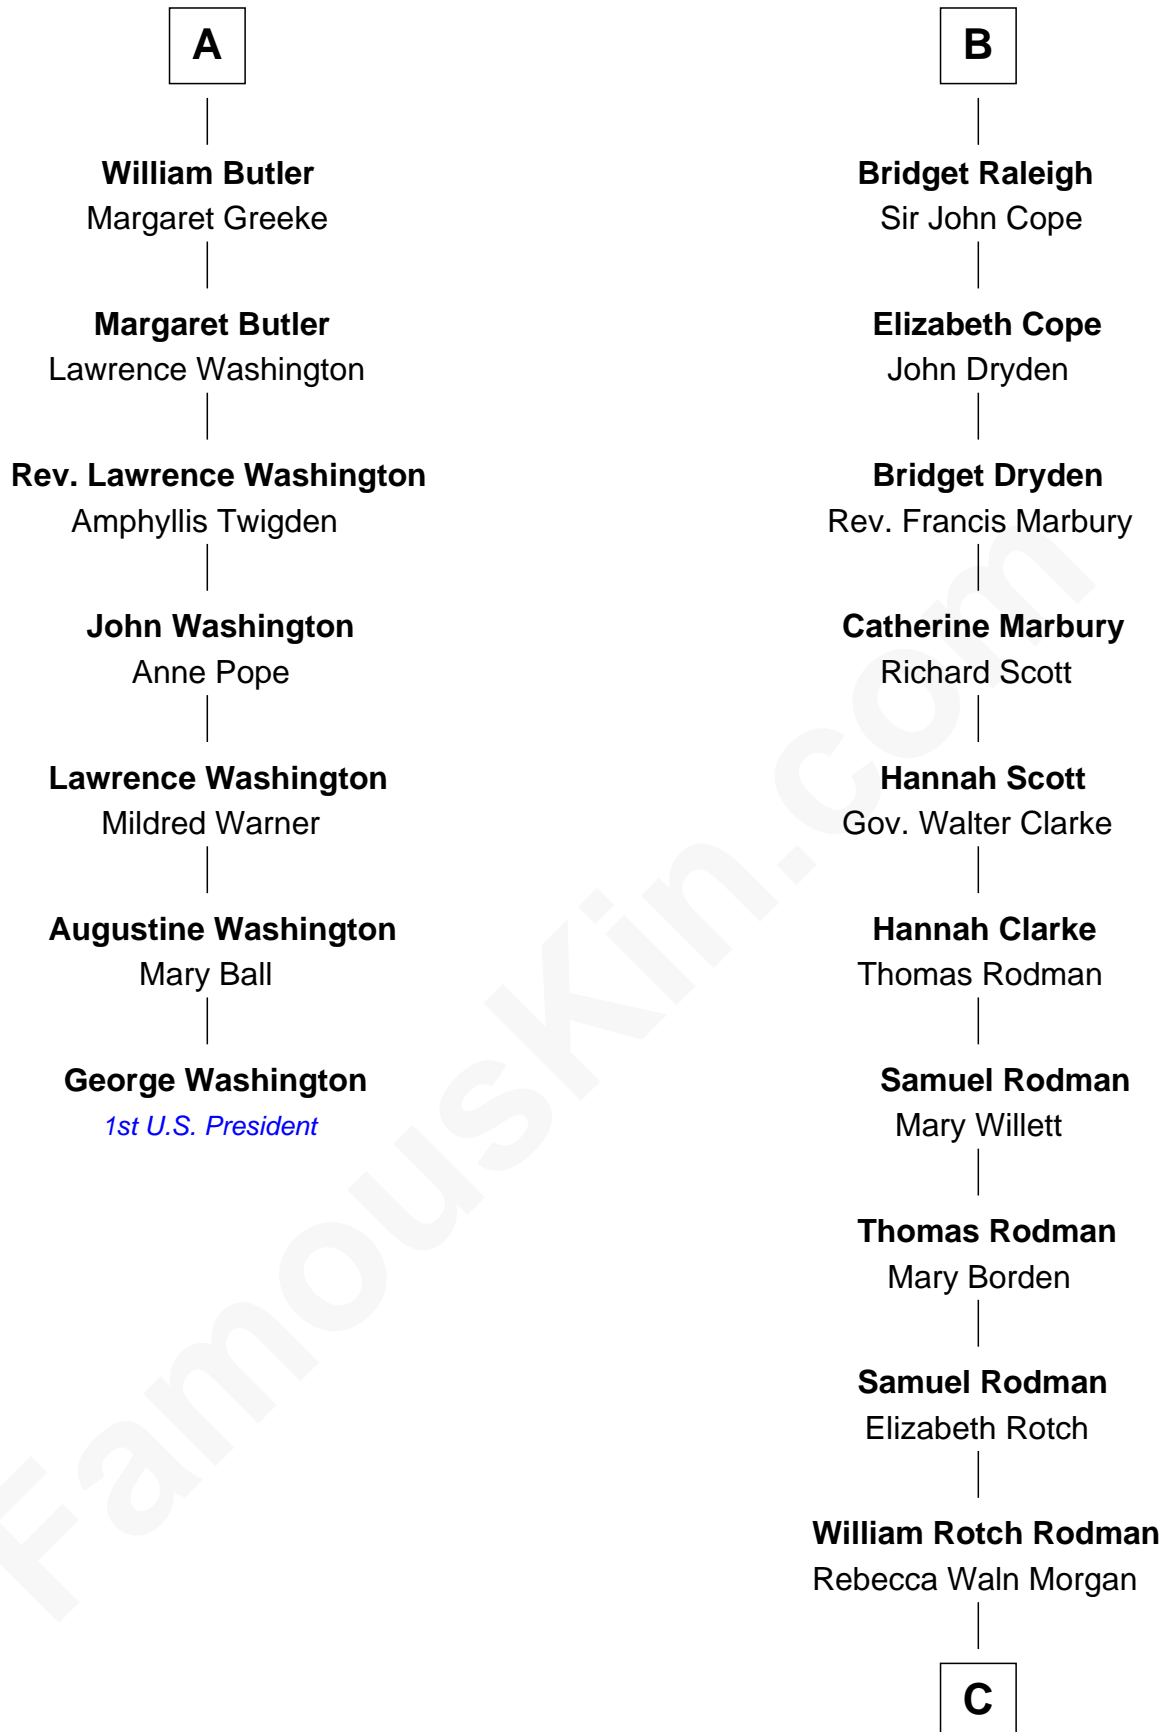 A
William Butler
Margaret Greeke
Margaret Butler
Lawrence Washington
Rev. Lawrence Washington
Amphyllis Twigden
John Washington
Anne Pope
Lawrence Washington
Mildred Warner
Augustine Washington
Mary Ball
George Washington
1st U.S. President
B
Bridget Raleigh
Sir John Cope
Elizabeth Cope
John Dryden
Bridget Dryden
Rev. Francis Marbury
Catherine Marbury
Richard Scott
Hannah Scott
Gov. Walter Clarke
Hannah Clarke
Thomas Rodman
Samuel Rodman
Mary Willett
Thomas Rodman
Mary Borden
Samuel Rodman
Elizabeth Rotch
William Rotch Rodman
Rebecca Waln Morgan
C
FamousKin.com